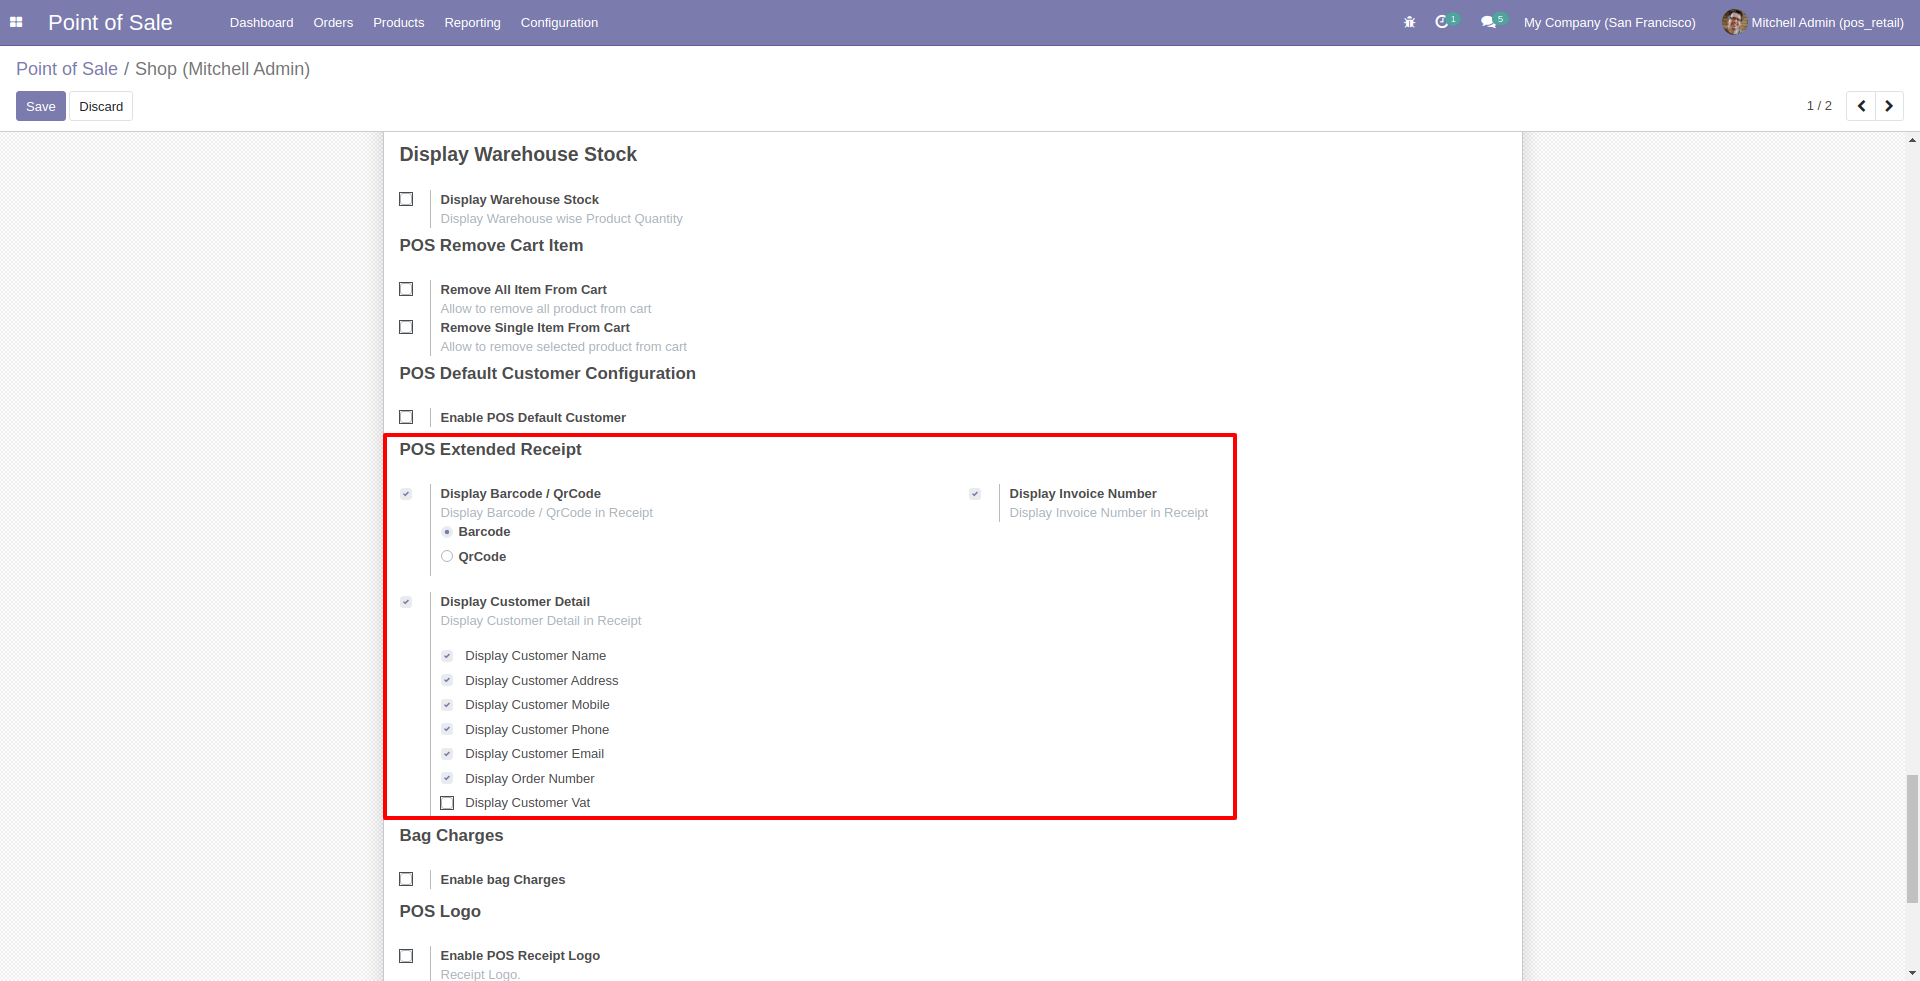 Point of Sale Dashboard Orders Products Reporting Configuration 1 5 My Company (San Francisco) Mitchell Admin (pos_retail)
Point of Sale / Shop (Mitchell Admin)
Save Discard 1 / 2
Display Warehouse Stock
Display Warehouse Stock
Display Warehouse wise Product Quantity
POS Remove Cart Item
Remove All Item From Cart
Allow to remove all product from cart
Remove Single Item From Cart
Allow to remove selected product from cart
POS Default Customer Configuration
Enable POS Default Customer
POS Extended Receipt
Display Barcode / QrCode Display Invoice Number
Display Barcode / QrCode in Receipt Display Invoice Number in Receipt
Barcode
QrCode
Display Customer Detail
Display Customer Detail in Receipt
Display Customer Name
Display Customer Address
Display Customer Mobile
Display Customer Phone
Display Customer Email
Display Order Number
Display Customer Vat
Bag Charges
Enable bag Charges
POS Logo
Enable POS Receipt Logo
Receipt Logo.